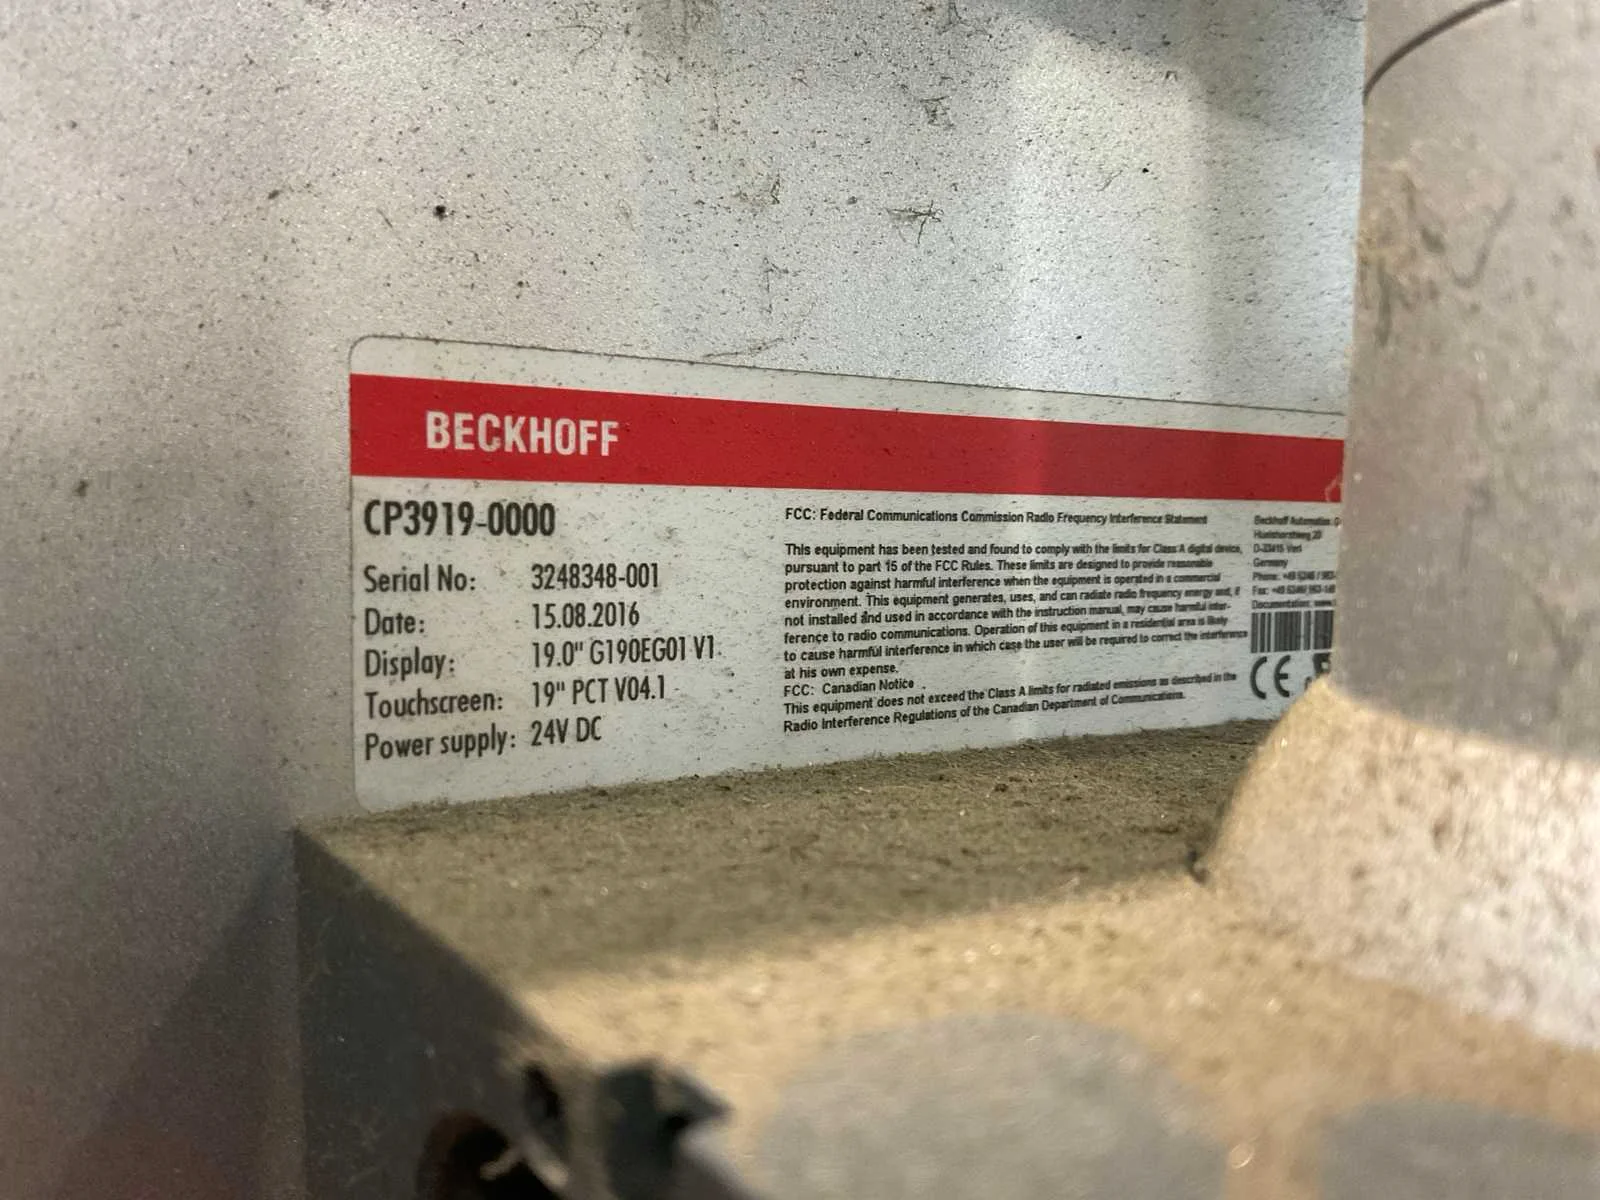 BECKHOFF
CP3919-0000
Serial No: 3248348-001
Date: 15.08.2016
Display: 19.0" G190EG01 V1
Touchscreen: 19" PCT V04.1
Power supply: 24V DC
FCC: Federal Communications Commission Radio Frequency Interference Statement
This equipment has been tested and found to comply with the limits for Class A digital device,
pursuant to part 15 of the FCC Rules. These limits are designed to provide reasonable
protection against harmful interference when the equipment is operated in a commercial
environment. This equipment generates, uses, and can radiate radio frequency energy and, if
not installed and used in accordance with the instruction manual, may cause harmful inter-
ference to radio communications. Operation of this equipment in a residential area is likely
to cause harmful interference in which case the user will be required to correct the interference
at his own expense.
FCC: Canadian Notice
This equipment does not exceed the Class A limits for radiated emissions as described in the
Radio Interference Regulations of the Canadian Department of Communications.
Beckhoff Automation
D-33415 Verl
Germany
Phone:
Fax:
Documentation:
CE